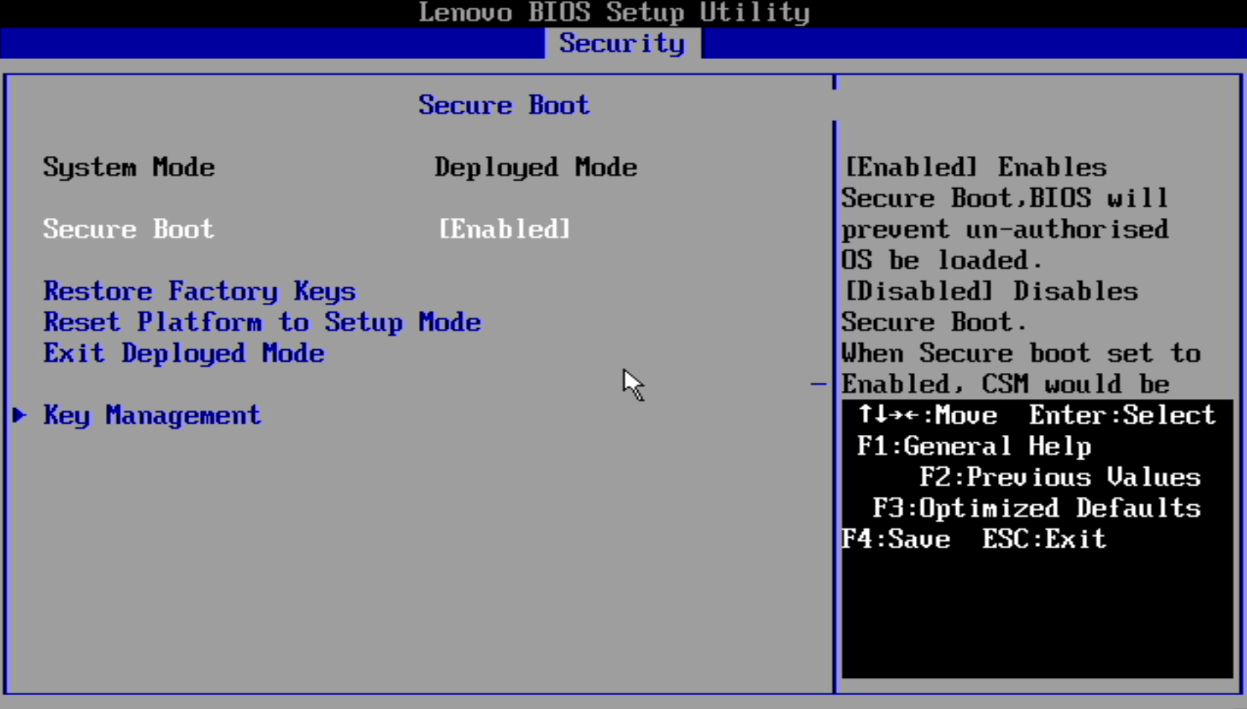 Lenovo BIOS Setup Utility
Security
Secure Boot
System Mode Deployed Mode
Secure Boot [Enabled]
Restore Factory Keys
Reset Platform to Setup Mode
Exit Deployed Mode
Key Management
[Enabled] Enables
Secure Boot,BIOS will
prevent un-authorised
OS be loaded.
[Disabled] Disables
Secure Boot.
When Secure boot set to
Enabled, CSM would be
↑↓→←:Move Enter:Select
F1:General Help
F2:Previous Values
F3:Optimized Defaults
F4:Save ESC:Exit